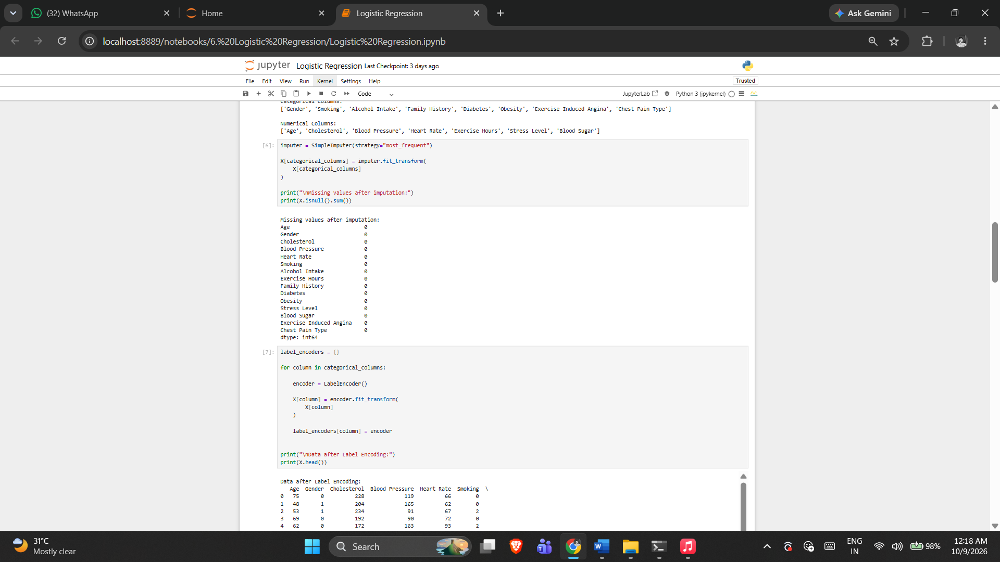 (32) WhatsApp
Home
Logistic Regression
Ask Gemini
localhost:8889/notebooks/6.%20Logistic%20Regression/Logistic%20Regression.ipynb
jupyter Logistic Regression Last Checkpoint: 3 days ago
File Edit View Run Kernel Settings Help
Trusted
Code
JupyterLab
Python 3 (ipykernel)
Categorical Columns:
['Gender', 'Smoking', 'Alcohol Intake', 'Family History', 'Diabetes', 'Obesity', 'Exercise Induced Angina', 'Chest Pain Type']
Numerical Columns:
['Age', 'Cholesterol', 'Blood Pressure', 'Heart Rate', 'Exercise Hours', 'Stress Level', 'Blood Sugar']
[6]: imputer = SimpleImputer(strategy="most_frequent")
X[categorical_columns] = imputer.fit_transform(
X[categorical_columns]
)
print("\nMissing values after imputation:")
print(X.isnull().sum())
Missing values after imputation:
Age 0
Gender 0
Cholesterol 0
Blood Pressure 0
Heart Rate 0
Smoking 0
Alcohol Intake 0
Exercise Hours 0
Family History 0
Diabetes 0
Obesity 0
Stress Level 0
Blood Sugar 0
Exercise Induced Angina 0
Chest Pain Type 0
dtype: int64
[7]: label_encoders = {}
for column in categorical_columns:
encoder = LabelEncoder()
X[column] = encoder.fit_transform(
X[column]
)
label_encoders[column] = encoder
print("\nData after Label Encoding:")
print(X.head())
Data after Label Encoding:
Age Gender Cholesterol Blood Pressure Heart Rate Smoking \
0 75 0 228 119 66 0
1 48 1 204 165 62 0
2 53 1 234 91 67 2
3 69 0 192 90 72 0
4 62 0 172 163 93 2
31°C
Mostly clear
Search
ENG
IN
98%
12:18 AM
10/9/2026